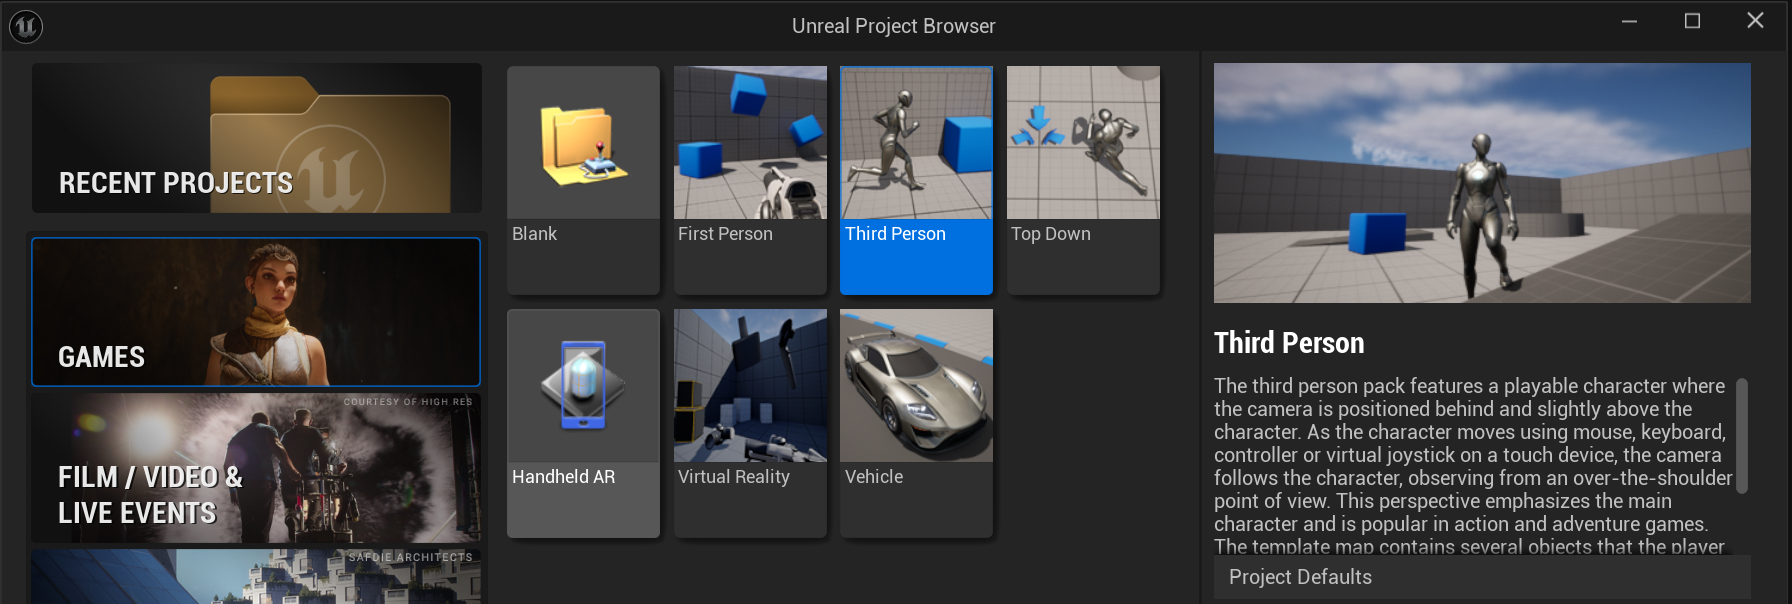 Unreal Project Browser
RECENT PROJECTS
GAMES
COURTESY OF HIGH RES
FILM / VIDEO &
LIVE EVENTS
SAFDIE ARCHITECTS
Blank
First Person
Third Person
Top Down
Handheld AR
Virtual Reality
Vehicle
Third Person
The third person pack features a playable character where
the camera is positioned behind and slightly above the
character. As the character moves using mouse, keyboard,
controller or virtual joystick on a touch device, the camera
follows the character, observing from an over-the-shoulder
point of view. This perspective emphasizes the main
character and is popular in action and adventure games.
The template map contains several objects that the player
Project Defaults